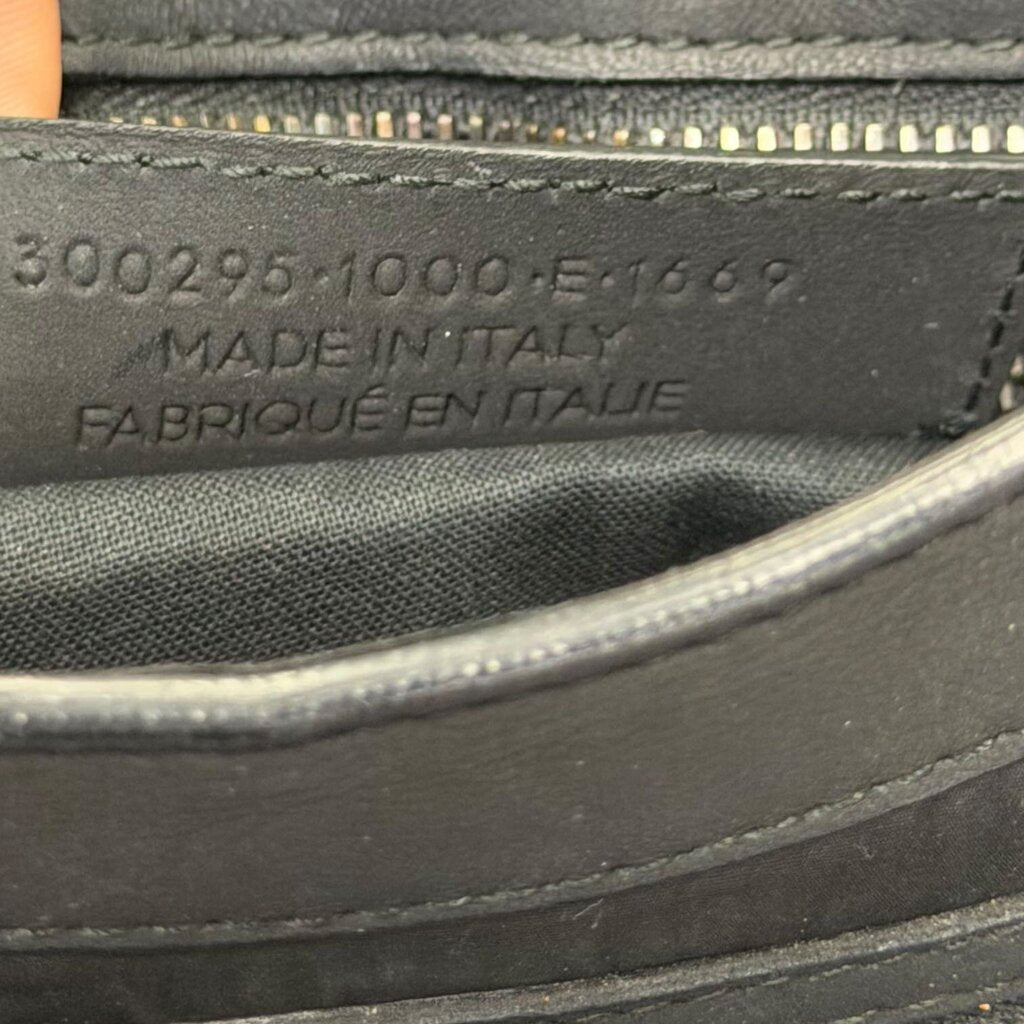 300295·1000·E·1669
MADE IN ITALY
FABRIQUÉ EN ITALIE